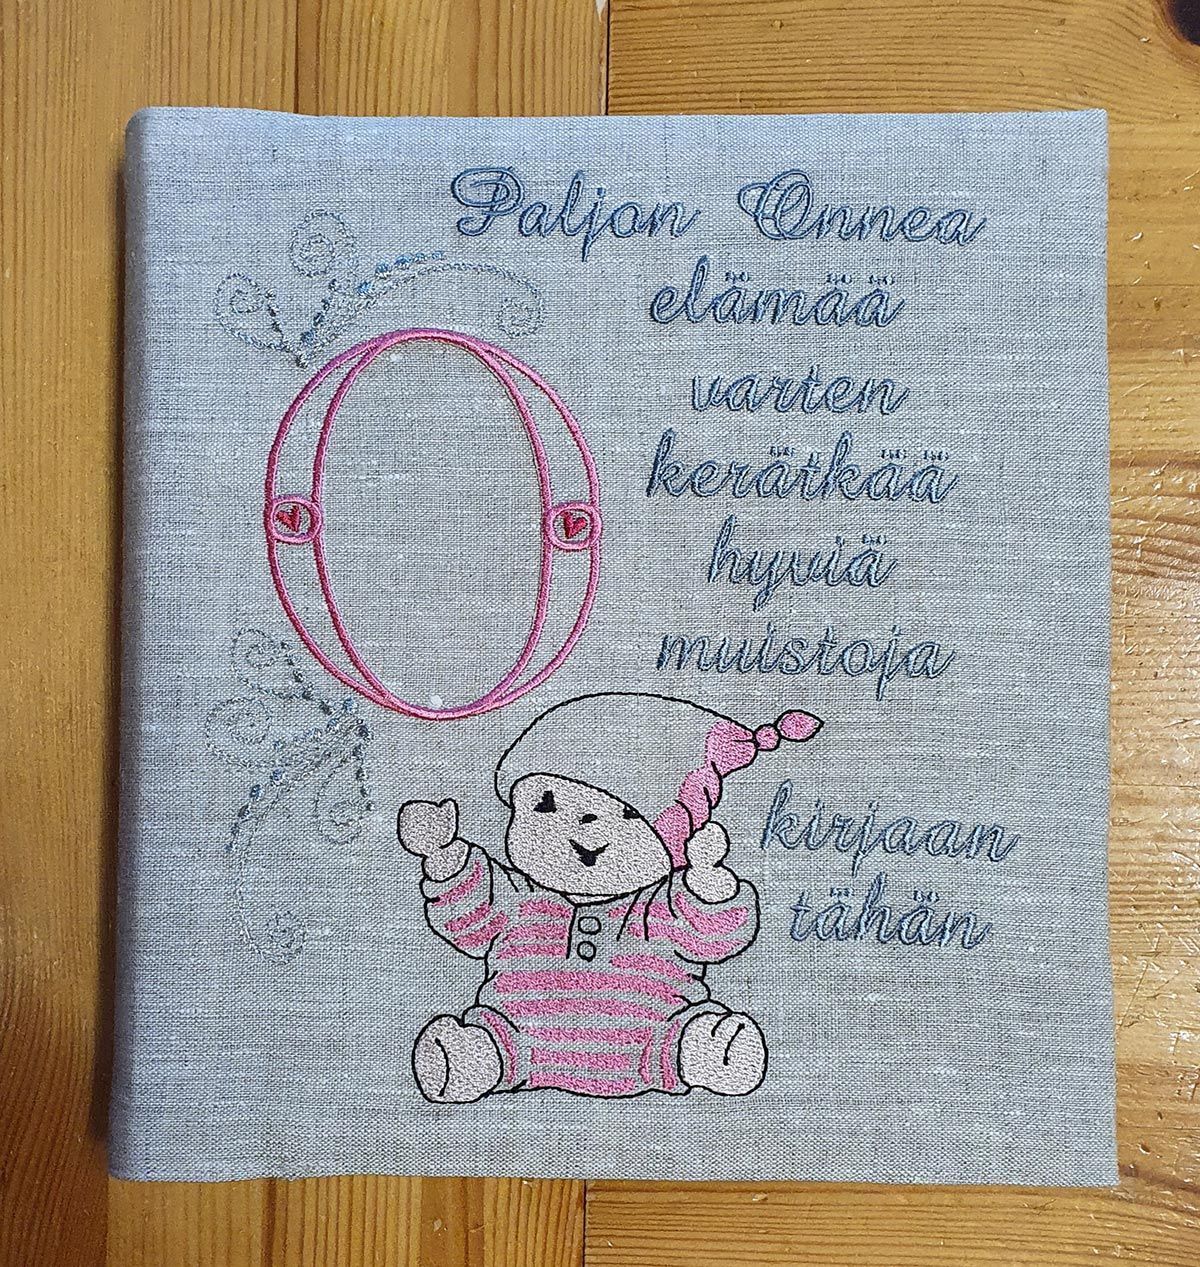 Paljon Onnea
elämää
varten
kerätkää
hyviä
muistoja
O
kirjaan
tähän